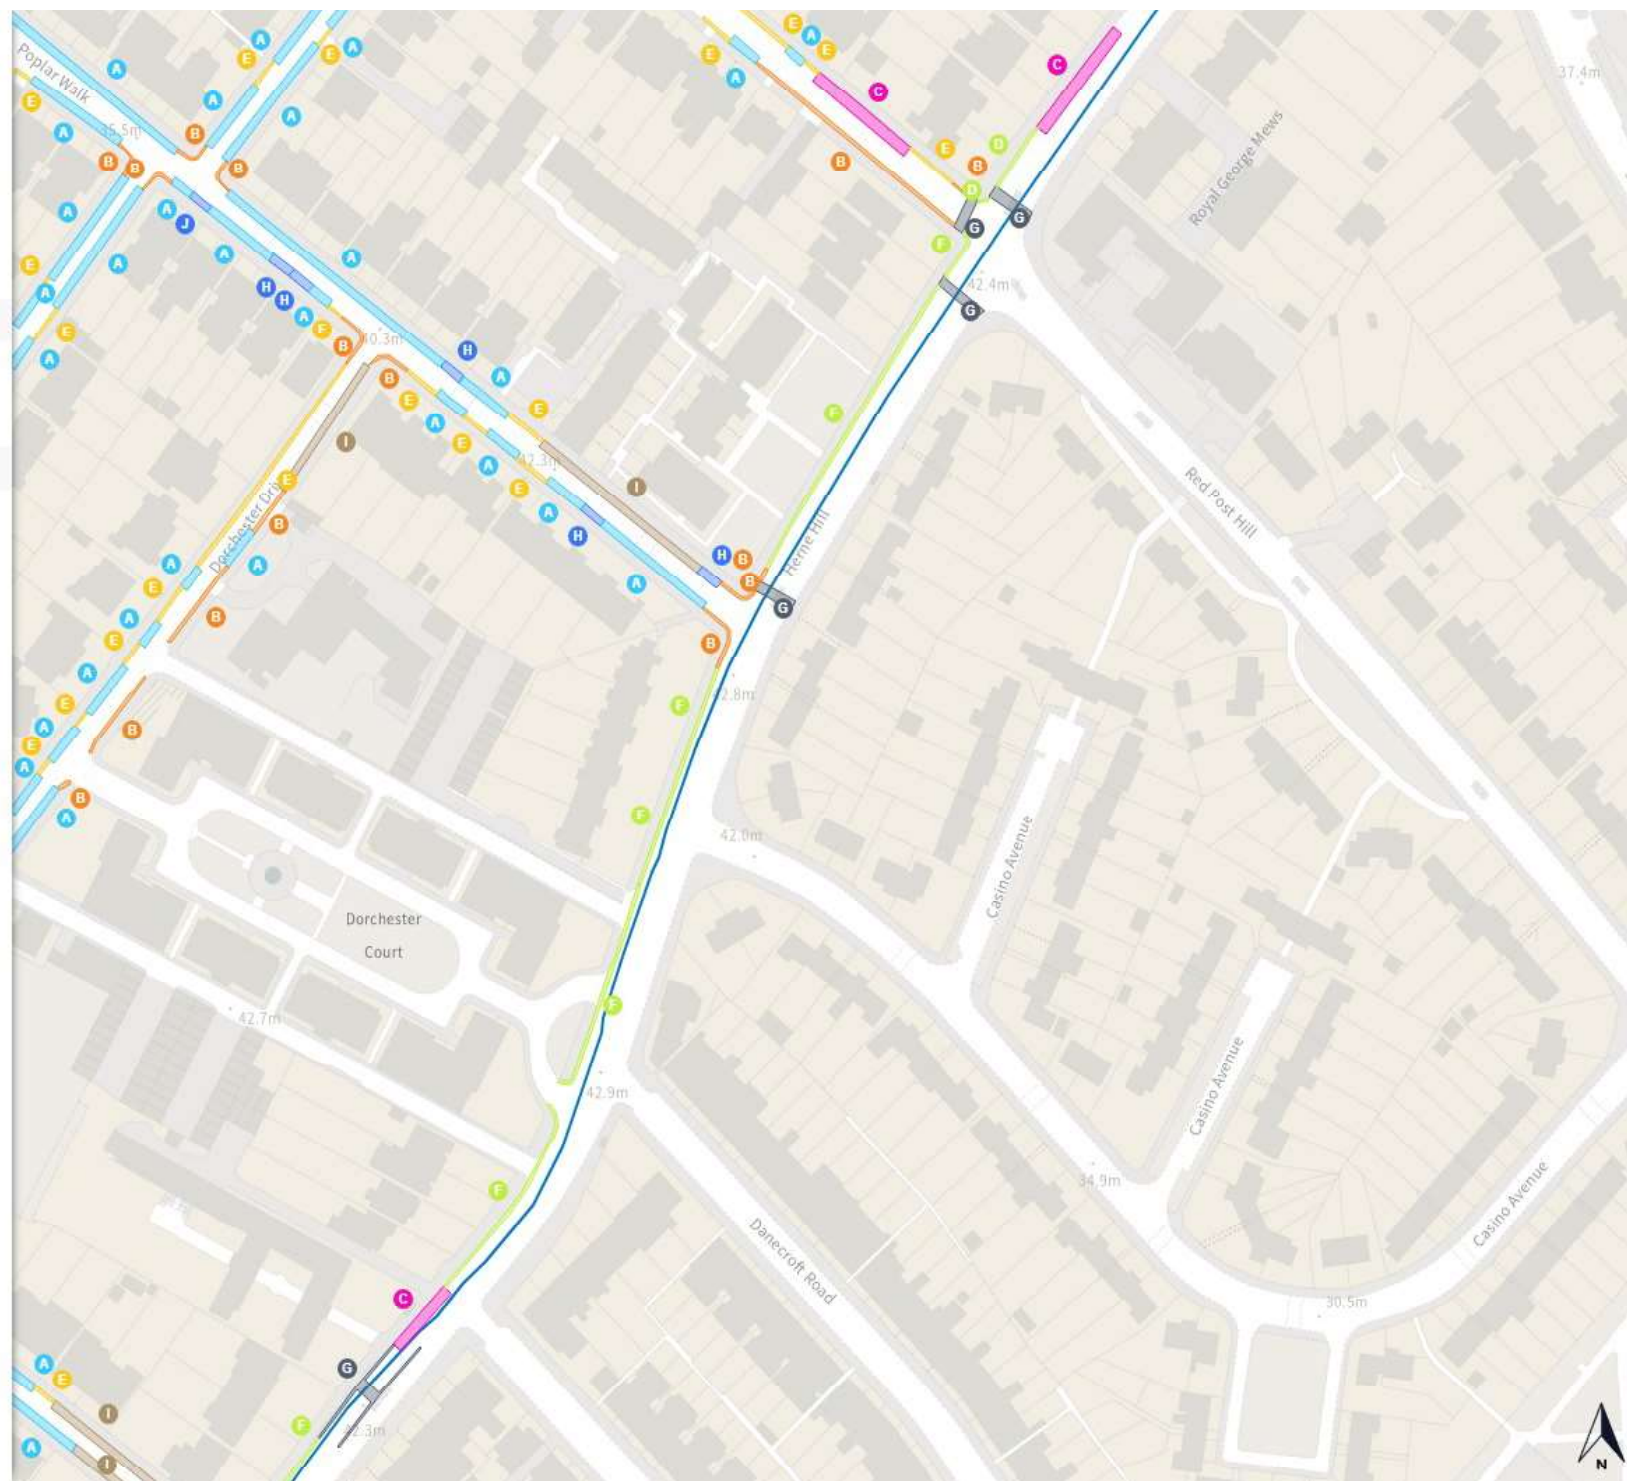 Poplar Walk
35.5m
37.4m
Royal George Mews
42.4m
40.3m
42.3m
Red Post Hill
Dorchester Driv
Herne Hill
42.8m
42.0m
Casino Avenue
Dorchester
Court
42.7m
42.9m
Casino Avenue
34.9m
Casino Avenue
Danecroft Road
30.5m
42.3m
N
A
B
C
D
E
F
G
H
I
J